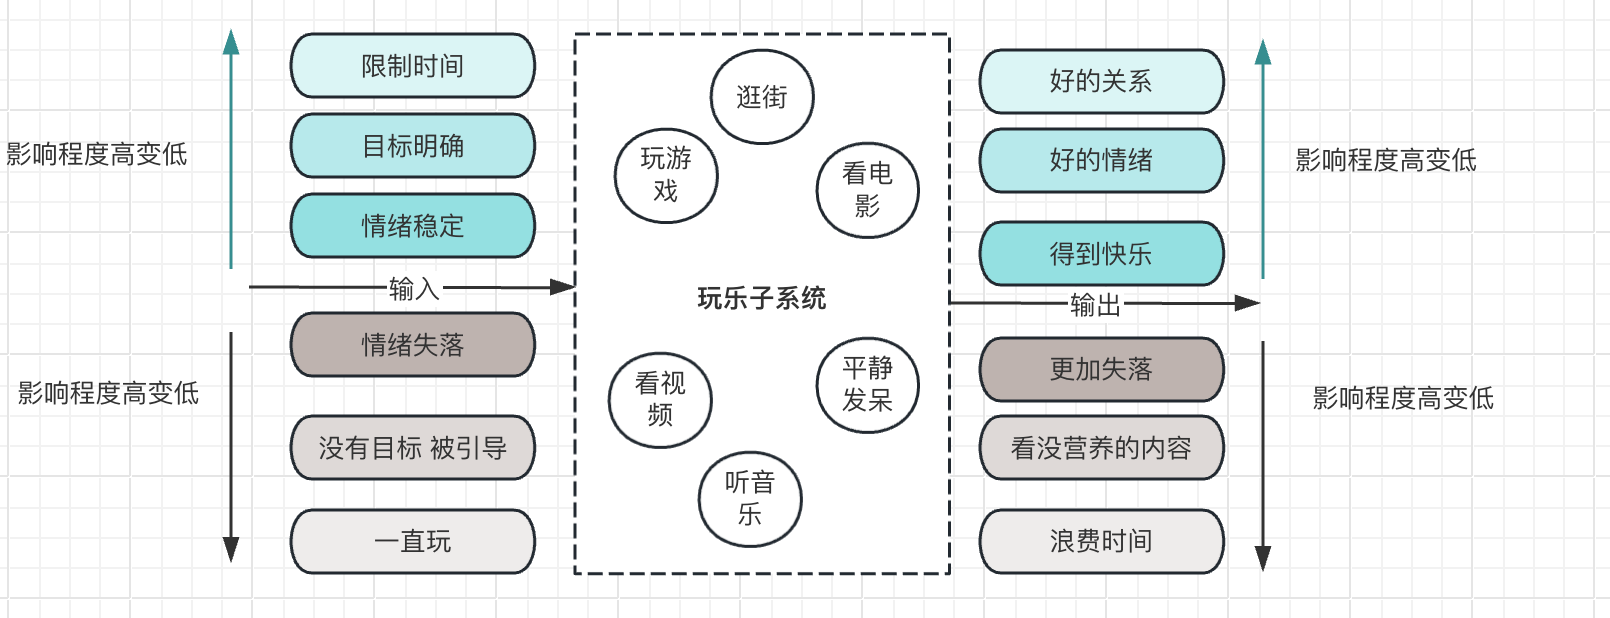 限制时间
目标明确
情绪稳定
影响程度高变低
输入
情绪失落
没有目标 被引导
一直玩
影响程度高变低
逛街
玩游
戏
看电
影
玩乐子系统
看视
频
平静
发呆
听音
乐
好的关系
好的情绪
得到快乐
影响程度高变低
输出
更加失落
看没营养的内容
浪费时间
影响程度高变低